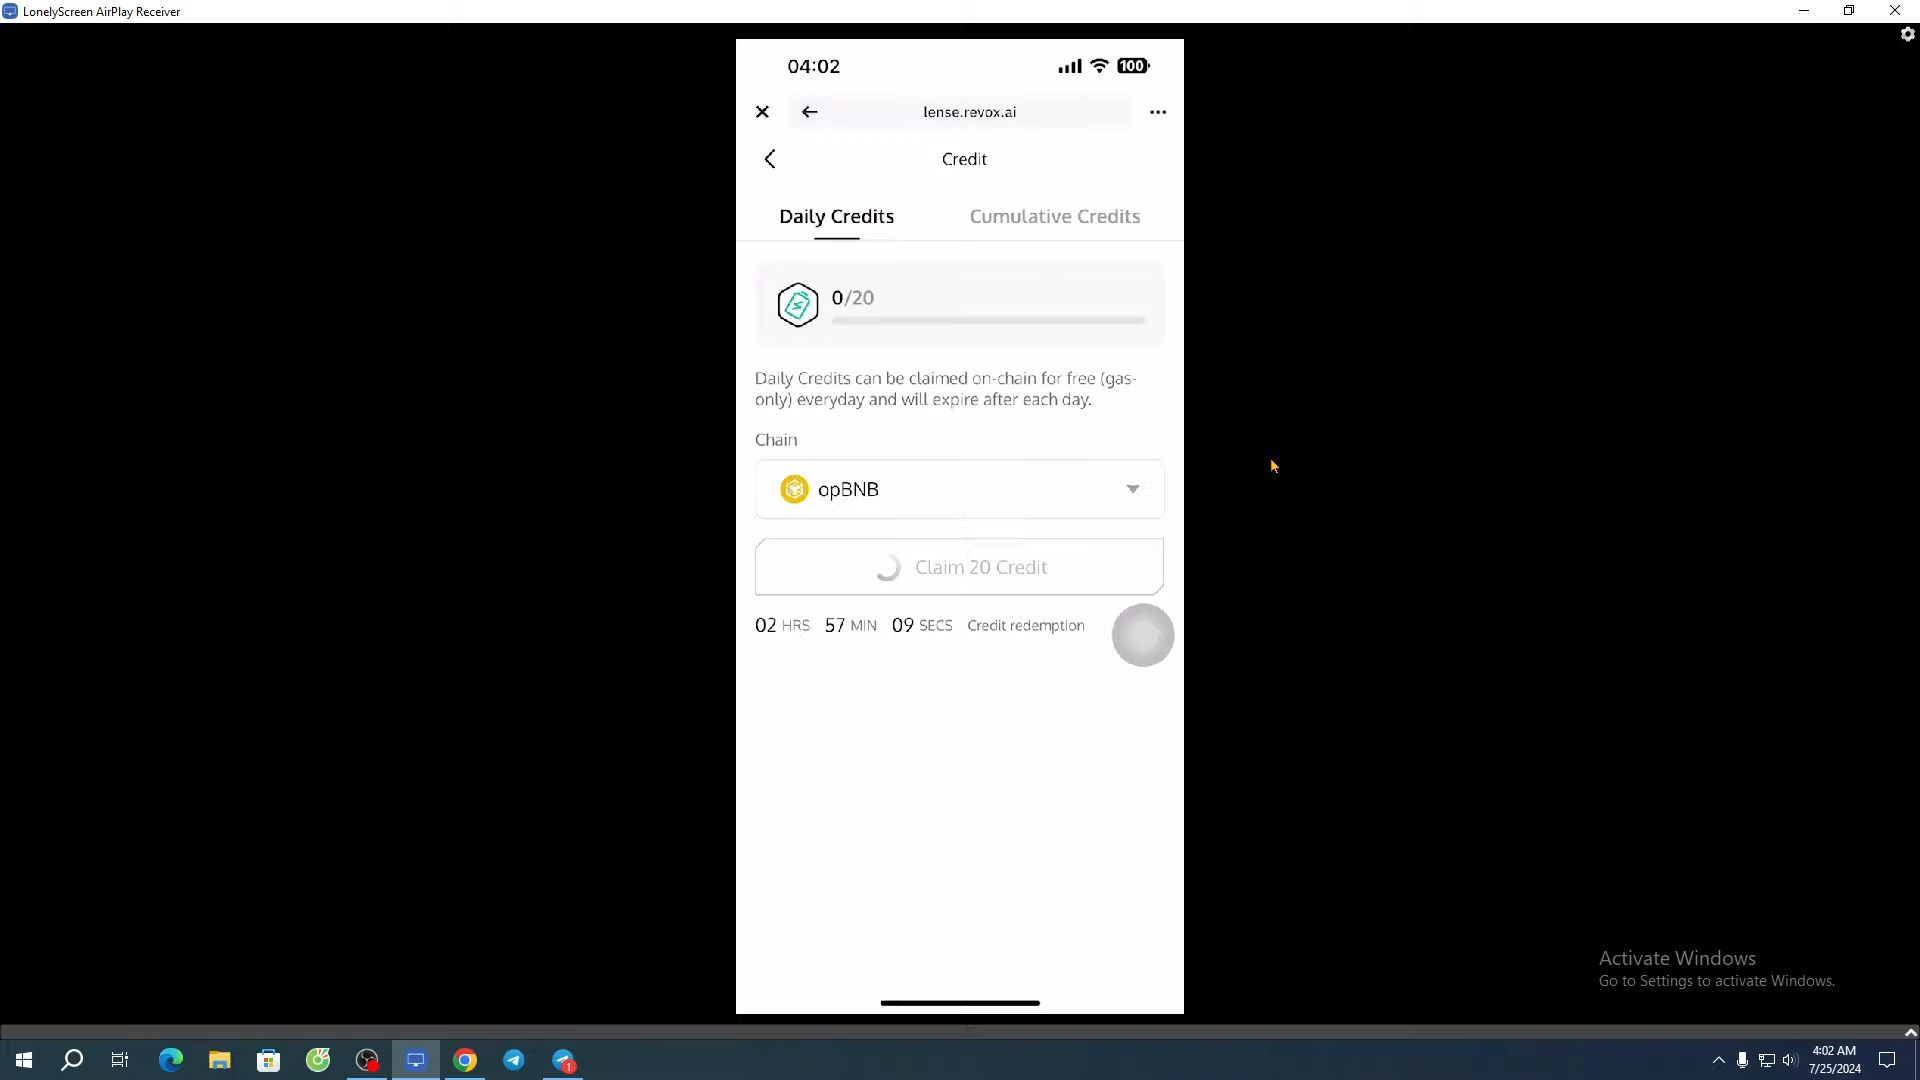 LonelyScreen AirPlay Receiver
04:02
100
lense.revox.ai
Credit
Daily Credits
Cumulative Credits
0/20
Daily Credits can be claimed on-chain for free (gas-
only) everyday and will expire after each day.
Chain
opBNB
Claim 20 Credit
02 HRS 57 MIN 09 SECS Credit redemption
Activate Windows
Go to Settings to activate Windows.
1
4:02 AM
7/25/2024